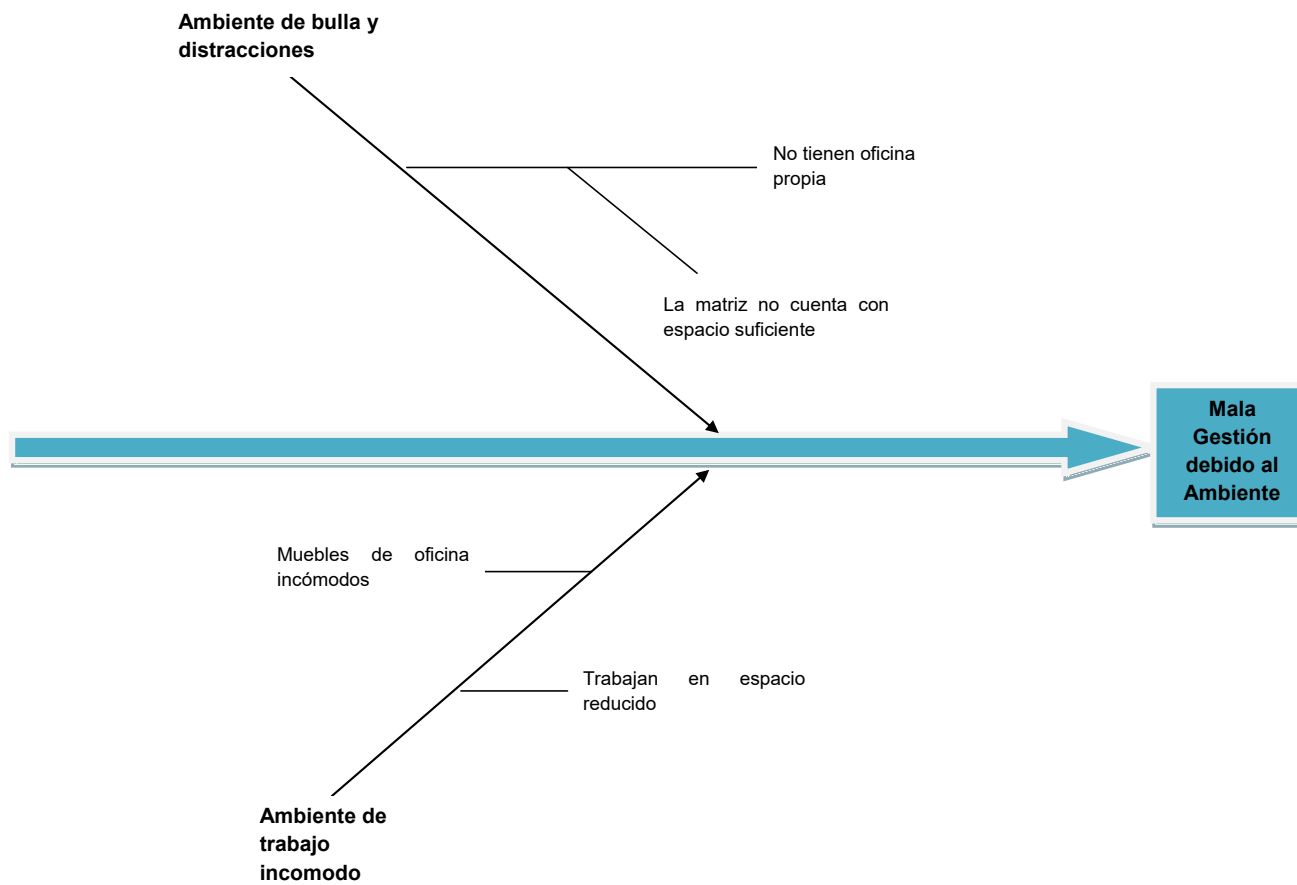 Ambiente de bulla y
distracciones
No tienen oficina
propia
La matriz no cuenta con
espacio suficiente
Mala
Gestión
debido al
Ambiente
Muebles de oficina
incómodos
Trabajan en espacio
reducido
Ambiente de
trabajo
incomodo